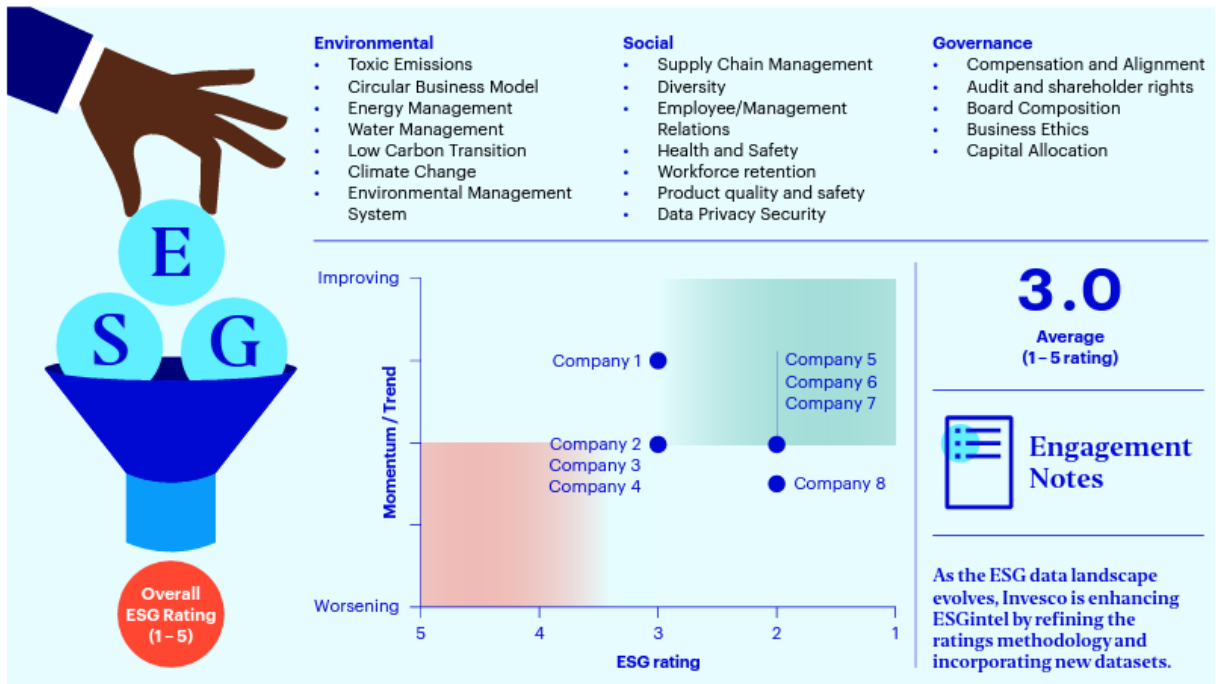 E
S
G
Overall
ESG Rating
(1 – 5)
Environmental
• Toxic Emissions
• Circular Business Model
• Energy Management
• Water Management
• Low Carbon Transition
• Climate Change
• Environmental Management
System
Social
• Supply Chain Management
• Diversity
• Employee/Management
Relations
• Health and Safety
• Workforce retention
• Product quality and safety
• Data Privacy Security
Governance
• Compensation and Alignment
• Audit and shareholder rights
• Board Composition
• Business Ethics
• Capital Allocation
Momentum / Trend
Improving
Worsening
Company 1
Company 2
Company 3
Company 4
Company 5
Company 6
Company 7
Company 8
5 4 3 2 1
ESG rating
3.0
Average
(1 – 5 rating)
Engagement
Notes
As the ESG data landscape
evolves, Invesco is enhancing
ESGintel by refining the
ratings methodology and
incorporating new datasets.